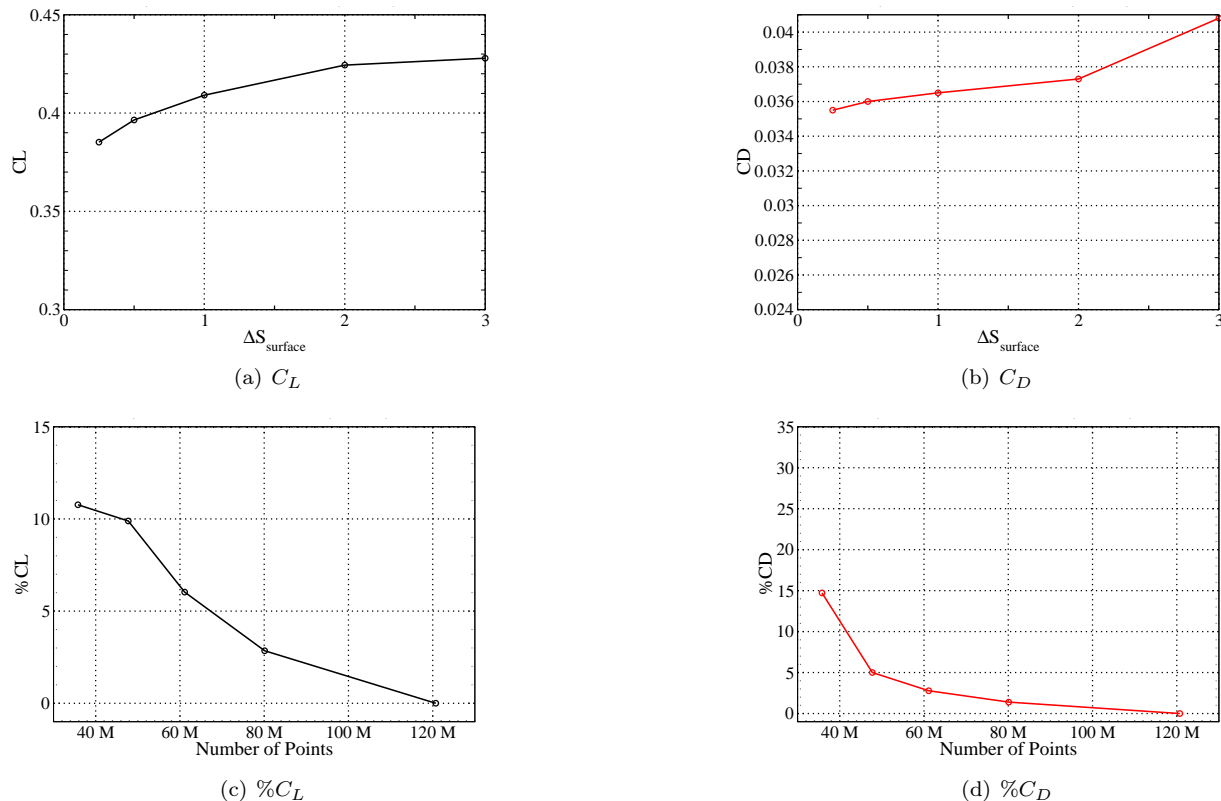 0.45
0.4
0.35
0.3
CL
0 1 2 3
ΔS_surface
(a) C_L
0.04
0.038
0.036
0.034
0.032
0.03
0.028
0.026
0.024
CD
0 1 2 3
ΔS_surface
(b) C_D
15
10
5
0
%CL
40 M 60 M 80 M 100 M 120 M
Number of Points
(c) %C_L
35
30
25
20
15
10
5
0
%CD
40 M 60 M 80 M 100 M 120 M
Number of Points
(d) %C_D